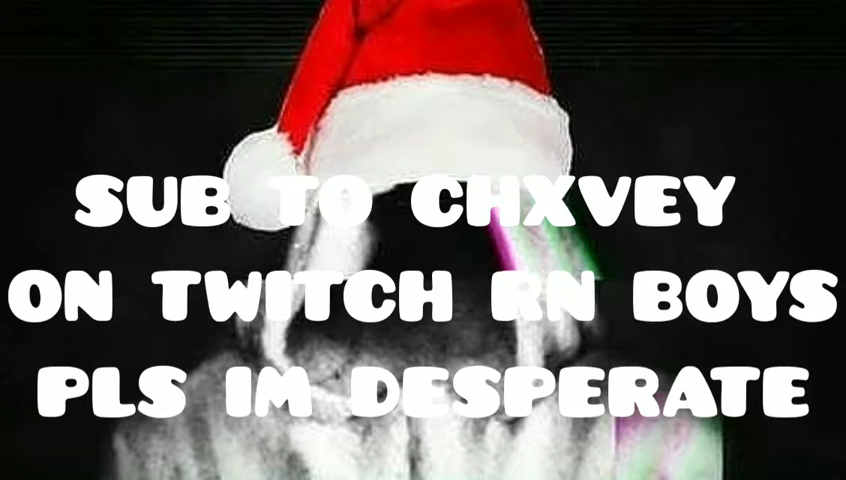 SUB TO CHXVEY
ON TWITCH RN BOYS
PLS IM DESPERATE